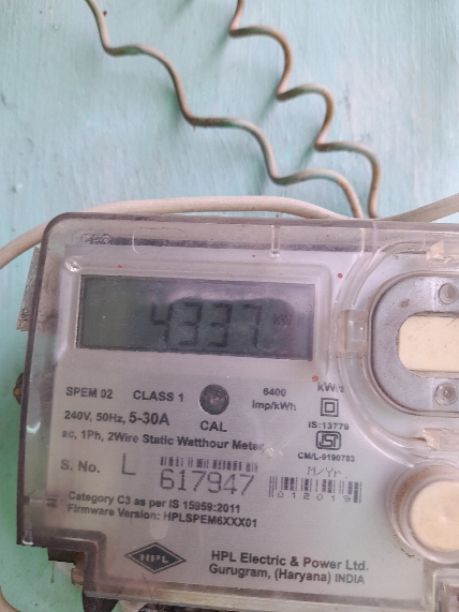 4337 kWh
SPEM 02 CLASS 1 6400 imp/kWh
240V, 50Hz, 5-30A CAL
ac, 1Ph, 2Wire Static Watthour Meter
IS:13779
CM/L-9190783
S. No. L 617947
M/Yr.
012019
Category C3 as per IS 15959:2011
Firmware Version: HPLSPEM6XXX01
HPL
HPL Electric & Power Ltd.
Gurugram, (Haryana) INDIA